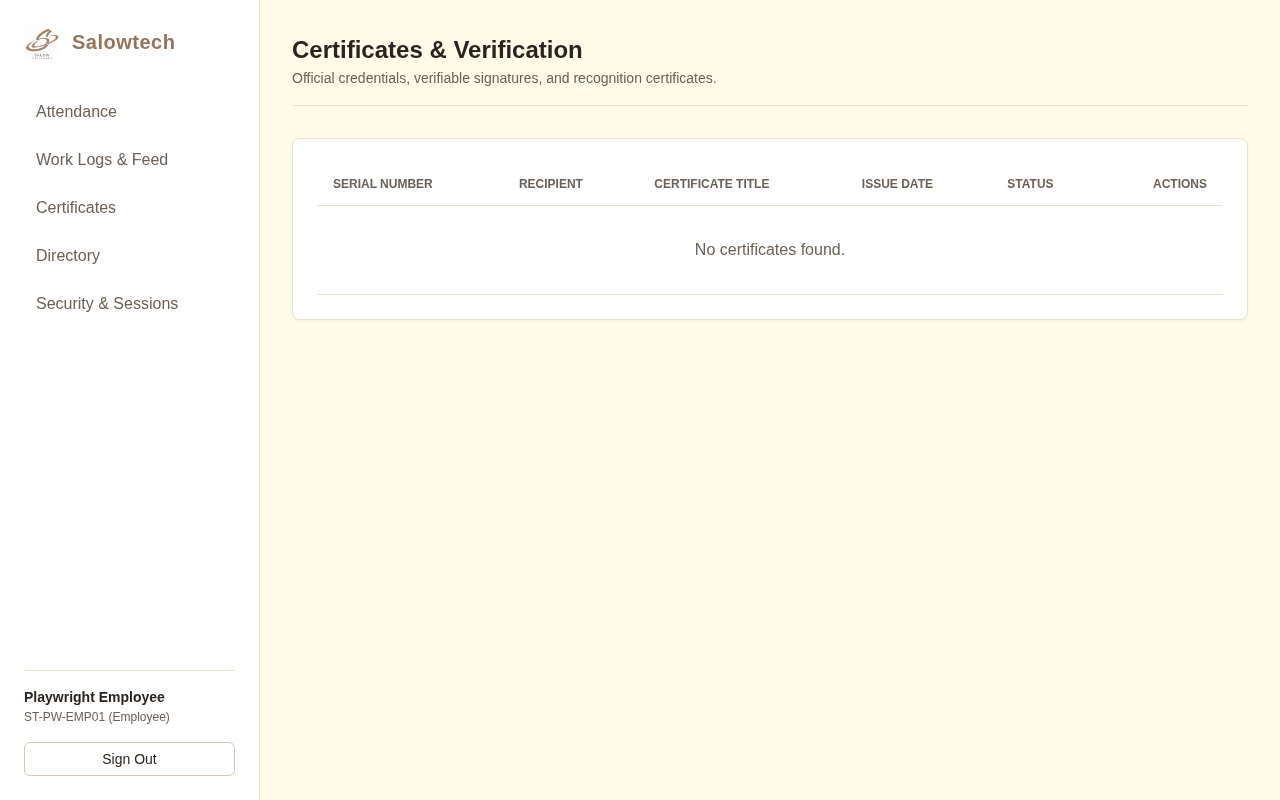 Salowtech
Attendance
Work Logs & Feed
Certificates
Directory
Security & Sessions
Playwright Employee
ST-PW-EMP01 (Employee)
Sign Out
Certificates & Verification
Official credentials, verifiable signatures, and recognition certificates.
SERIAL NUMBER RECIPIENT CERTIFICATE TITLE ISSUE DATE STATUS ACTIONS
No certificates found.